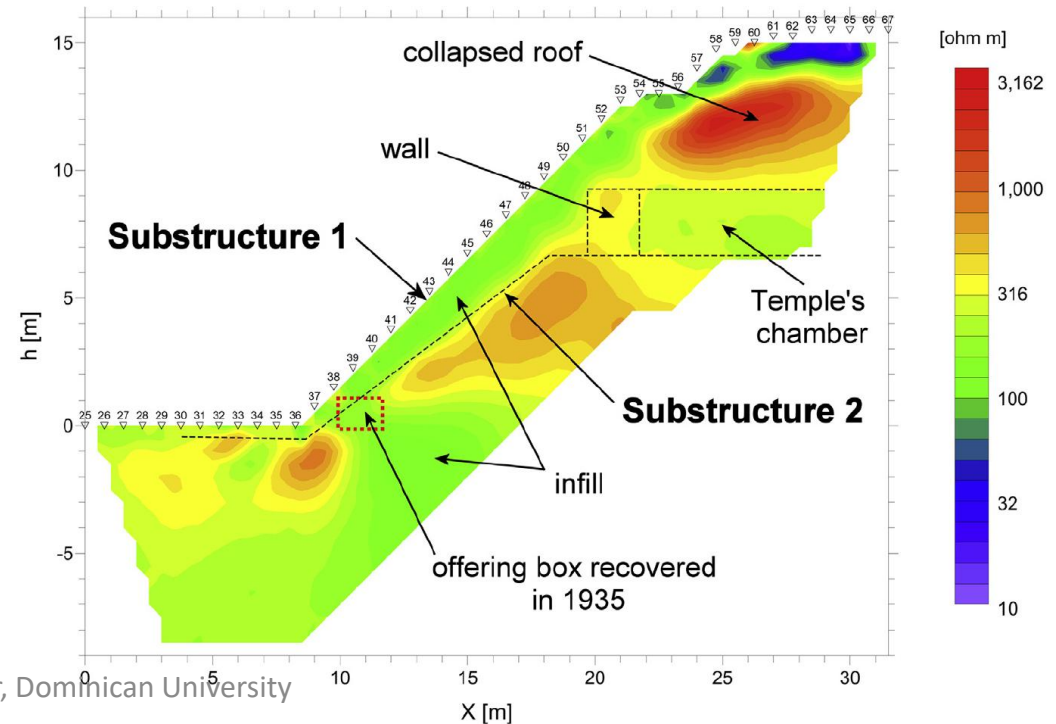 [ohm m]
3,162
1,000
316
100
32
10
collapsed roof
wall
Substructure 1
Temple's
chamber
Substructure 2
infill
offering box recovered
in 1935
25 26 27 28 29 30 31 32 33 34 35 36 37 38 39 40 41 42 43 44 45 46 47 48 49 50 51 52 53 54 55 56 57 58 59 60 61 62 63 64 65 66 67
15
10
5
0
-5
h [m]
0 5 10 15 20 25 30
X [m]
, Dominican University